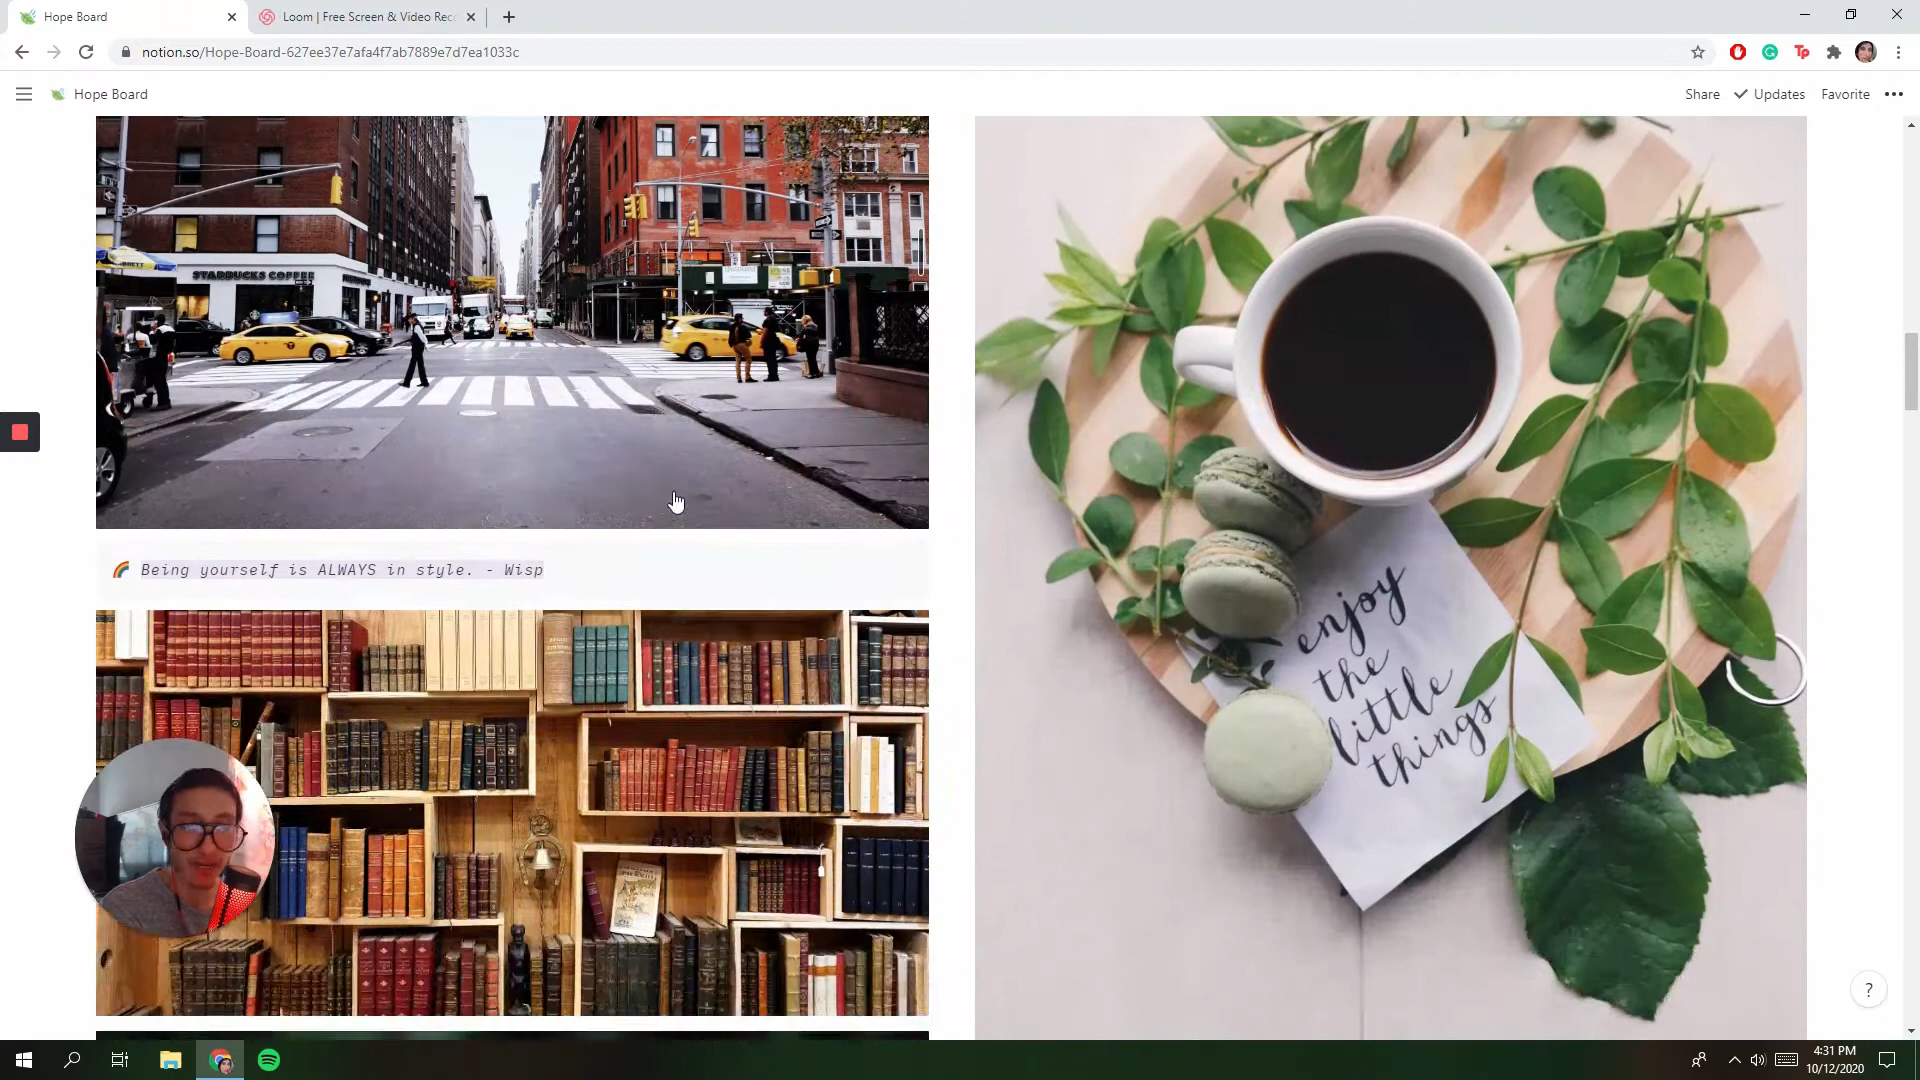 Hope Board
Loom | Free Screen & Video Rec
notion.so/Hope-Board-627ee37e7afa4f7ab7889e7d7ea1033c
Hope Board
Share
Updates
Favorite
STARBUCKS COFFEE
Being yourself is ALWAYS in style. - Wisp
enjoy
the
little
things
?
4:31 PM
10/12/2020